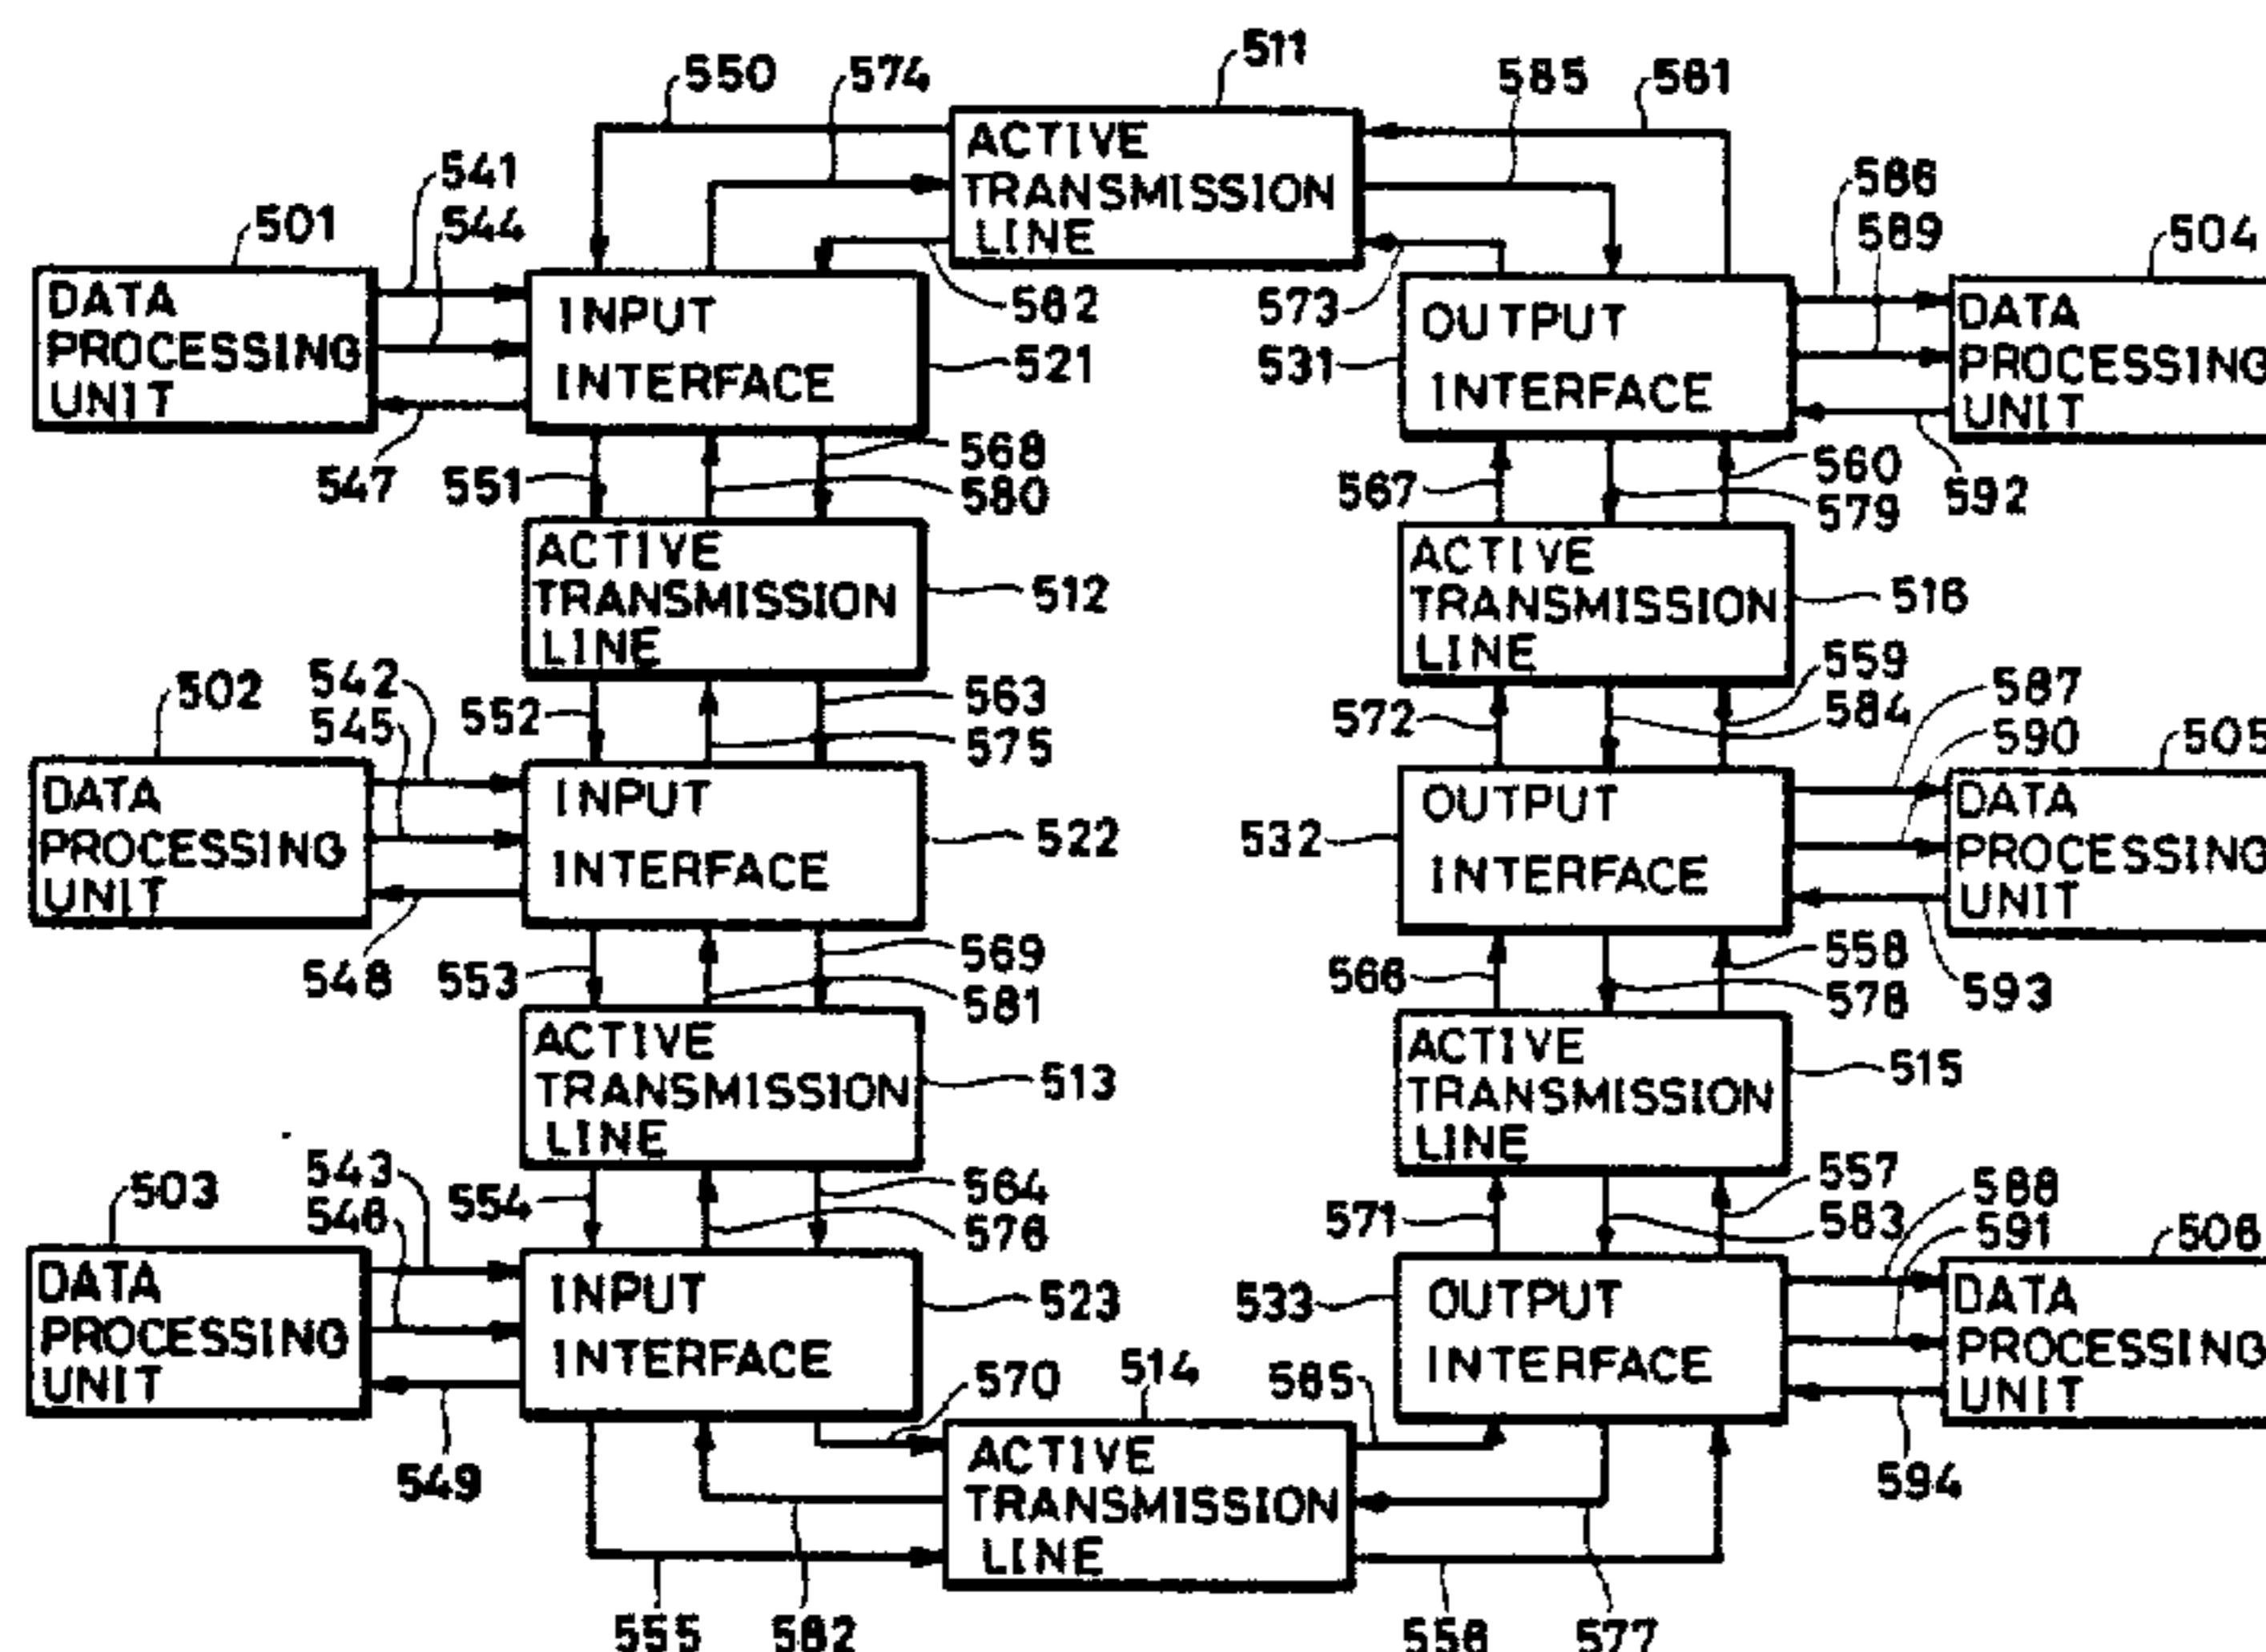 550 574 511 585 561
ACTIVE
TRANSMISSION
LINE
541
544
501
586
589
504
DATA
PROCESSING
UNIT
INPUT
INTERFACE
562
573
521
531
OUTPUT
INTERFACE
DATA
PROCESSING
UNIT
547
551
568
580
567
560
579
592
ACTIVE
TRANSMISSION
LINE
512
ACTIVE
TRANSMISSION
LINE
516
502
542
545
552
563
575
572
559
584
587
590
505
DATA
PROCESSING
UNIT
INPUT
INTERFACE
522
532
OUTPUT
INTERFACE
DATA
PROCESSING
UNIT
548
553
569
581
566
558
578
593
ACTIVE
TRANSMISSION
LINE
513
ACTIVE
TRANSMISSION
LINE
515
503
543
546
554
564
576
571
557
583
588
591
506
DATA
PROCESSING
UNIT
INPUT
INTERFACE
523
533
OUTPUT
INTERFACE
DATA
PROCESSING
UNIT
549
570
514
565
594
ACTIVE
TRANSMISSION
LINE
555 582 556 577